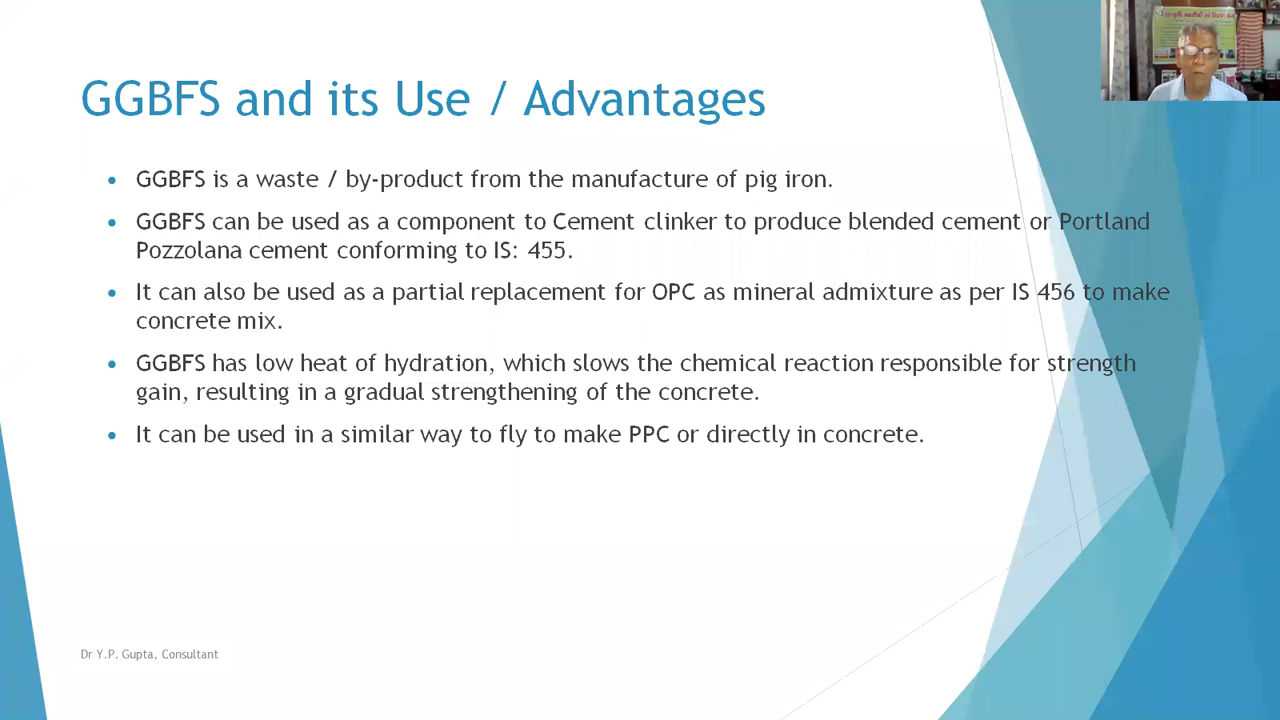 GGBFS and its Use / Advantages
• GGBFS is a waste / by-product from the manufacture of pig iron.
• GGBFS can be used as a component to Cement clinker to produce blended cement or Portland
Pozzolana cement conforming to IS: 455.
• It can also be used as a partial replacement for OPC as mineral admixture as per IS 456 to make
concrete mix.
• GGBFS has low heat of hydration, which slows the chemical reaction responsible for strength
gain, resulting in a gradual strengthening of the concrete.
• It can be used in a similar way to fly to make PPC or directly in concrete.
Dr Y.P. Gupta, Consultant